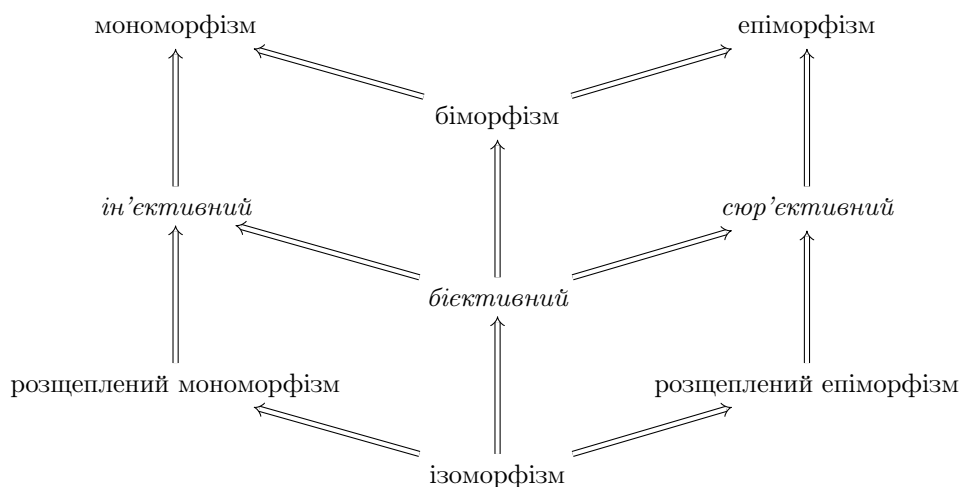 мономорфізм
епіморфізм
біморфізм
ін'єктивний
сюр'єктивний
бієктивний
розщеплений мономорфізм
розщеплений епіморфізм
ізоморфізм